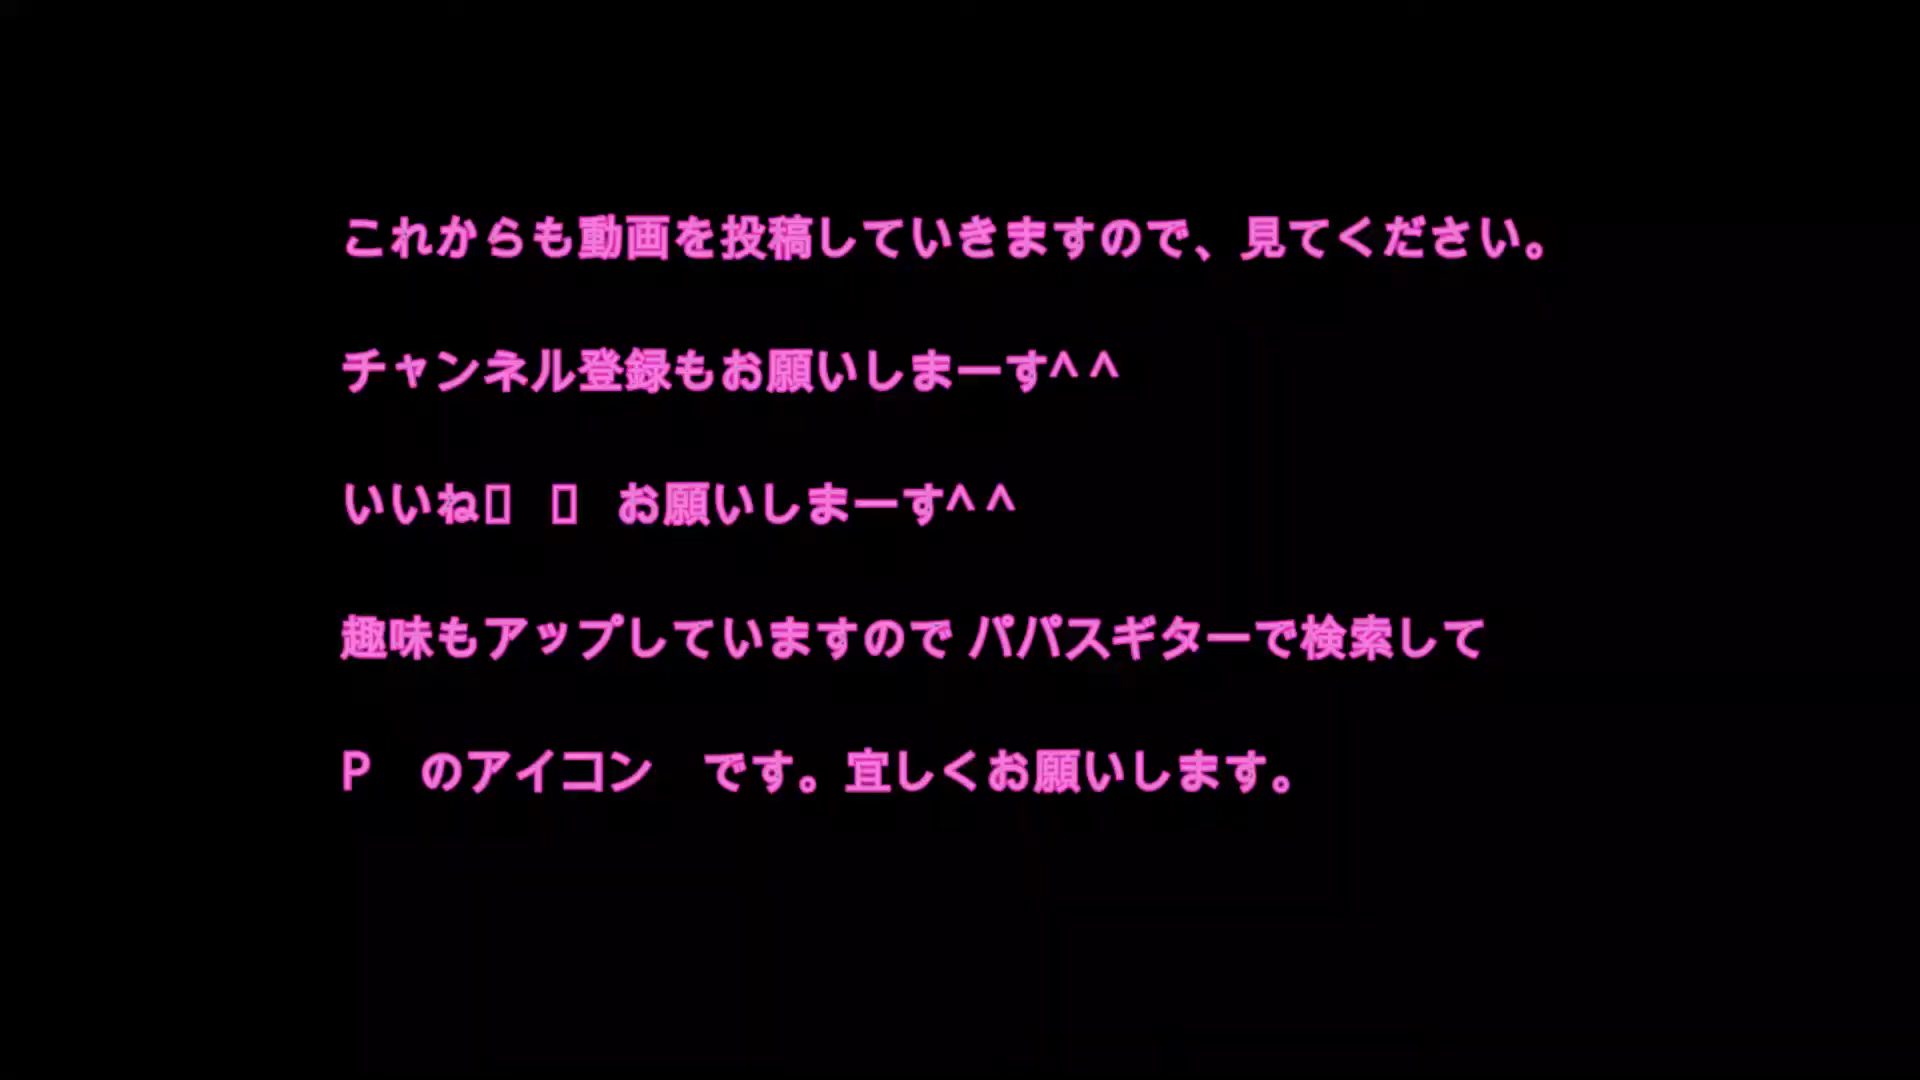 これからも動画を投稿していきますので、見てください。
チャンネル登録もお願いしまーす^ ^
いいね▯ ▯ お願いしまーす^ ^
趣味もアップしていますので パパスギターで検索して
P　のアイコン　です。宜しくお願いします。